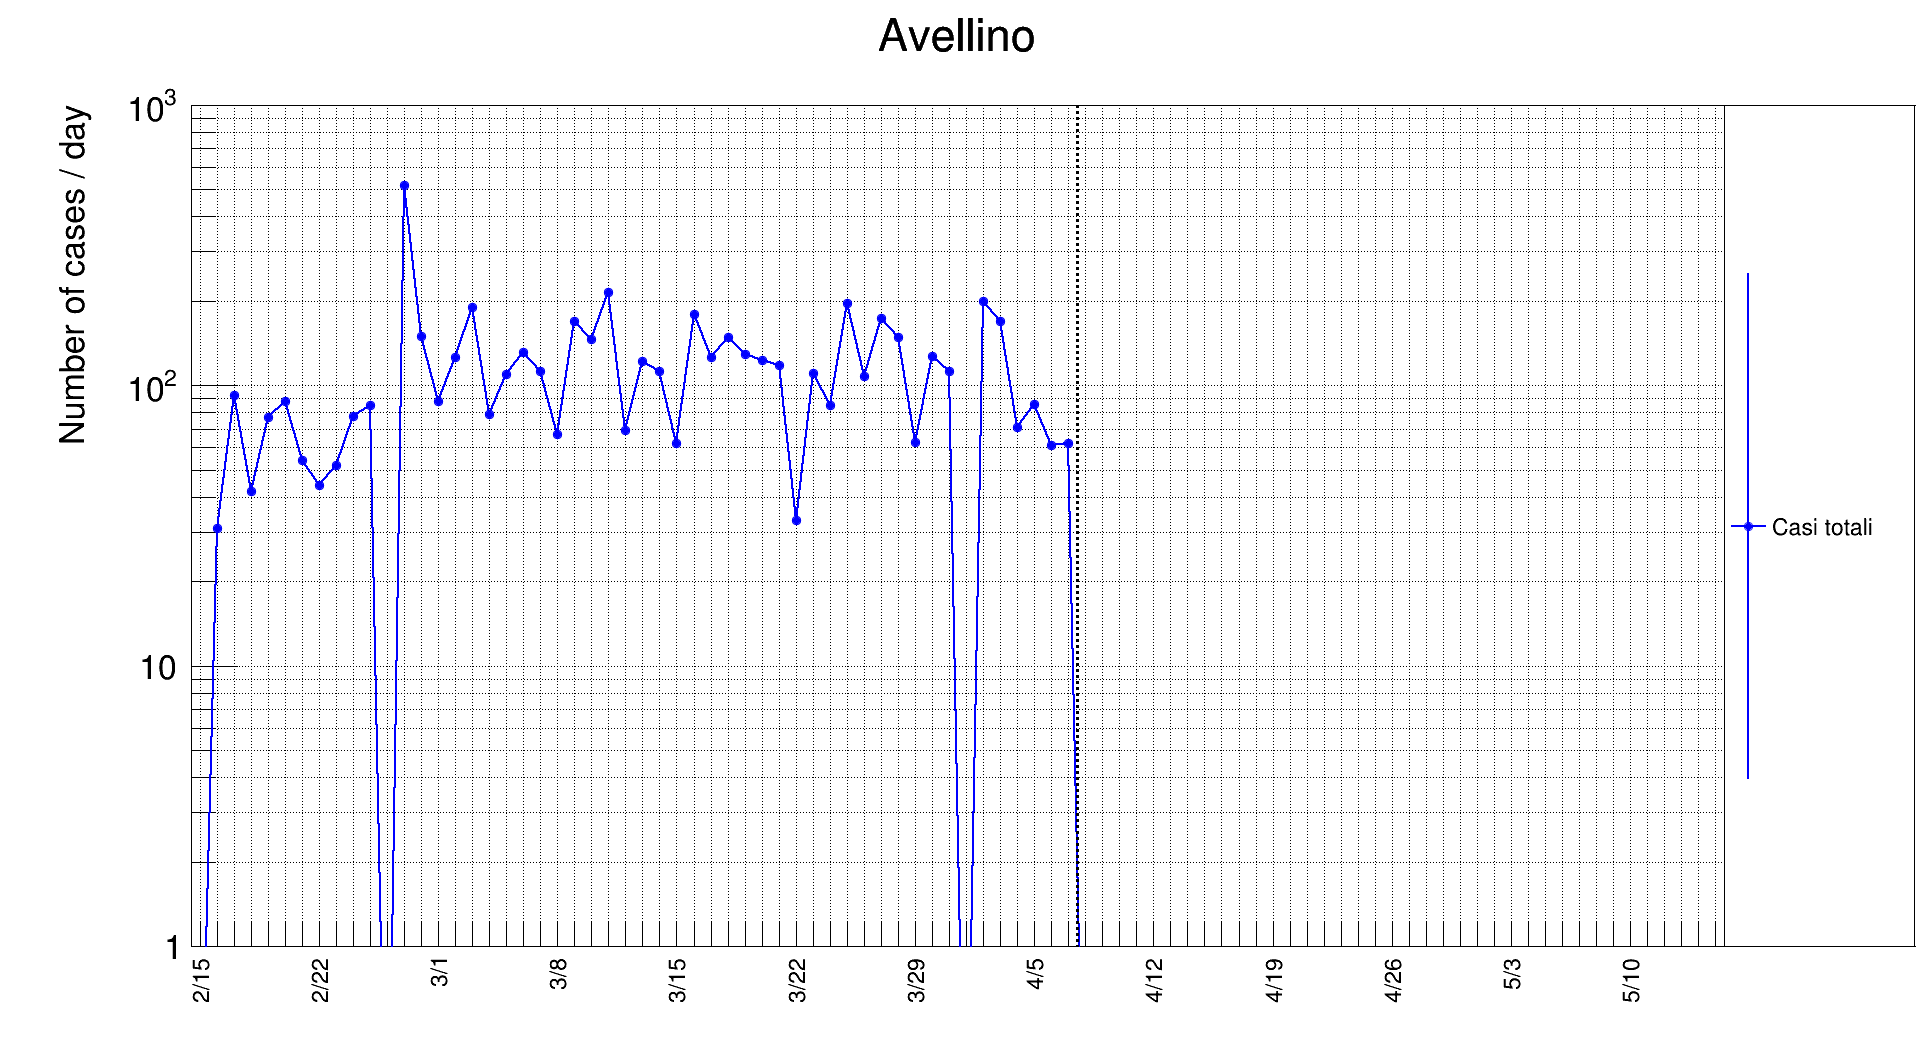 Avellino
Number of cases / day
10³
10²
10
1
2/15 2/22 3/1 3/8 3/15 3/22 3/29 4/5 4/12 4/19 4/26 5/3 5/10
Casi totali